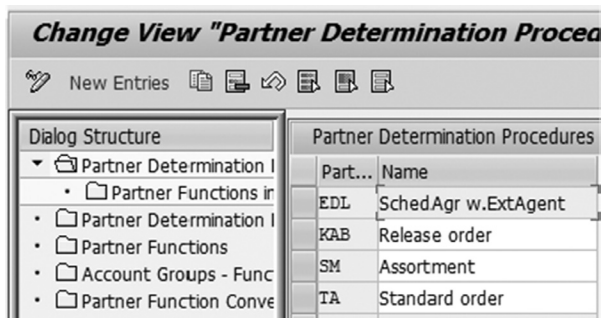 Change View "Partner Determination Proced
New Entries
Dialog Structure
Partner Determination
Partner Functions in
Partner Determination
Partner Functions
Account Groups - Func
Partner Function Conve
Partner Determination Procedures
Part... Name
EDL Sched.Agr w.ExtAgent
KAB Release order
SM Assortment
TA Standard order